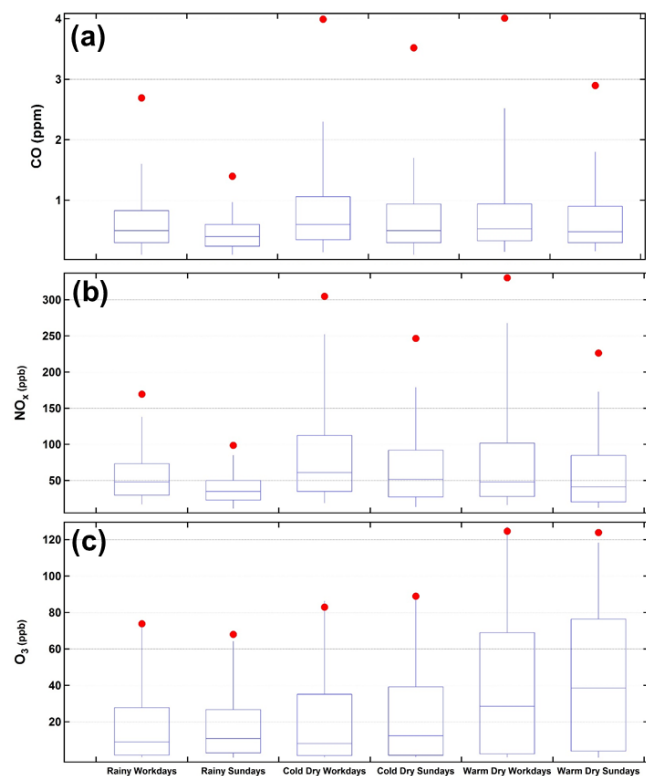 (a)
4
3
2
1
CO (ppm)
(b)
300
250
200
150
100
50
NOx (ppb)
(c)
120
100
80
60
40
20
O3 (ppb)
Rainy Workdays Rainy Sundays Cold Dry Workdays Cold Dry Sundays Warm Dry Workdays Warm Dry Sundays